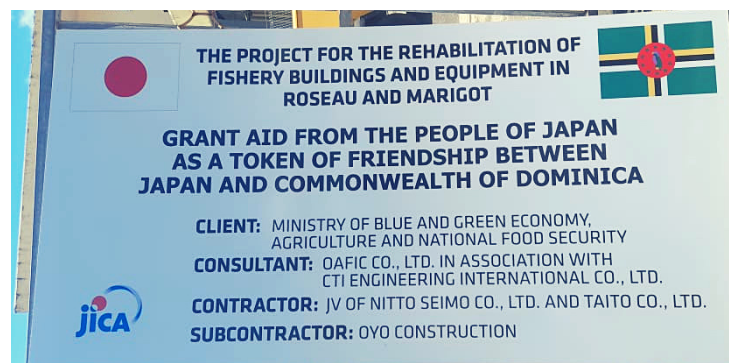 THE PROJECT FOR THE REHABILITATION OF
FISHERY BUILDINGS AND EQUIPMENT IN
ROSEAU AND MARIGOT
GRANT AID FROM THE PEOPLE OF JAPAN
AS A TOKEN OF FRIENDSHIP BETWEEN
JAPAN AND COMMONWEALTH OF DOMINICA
CLIENT: MINISTRY OF BLUE AND GREEN ECONOMY,
AGRICULTURE AND NATIONAL FOOD SECURITY
CONSULTANT: OAFIC CO., LTD. IN ASSOCIATION WITH
CTI ENGINEERING INTERNATIONAL CO., LTD.
CONTRACTOR: JV OF NITTO SEIMO CO., LTD. AND TAITO CO., LTD.
SUBCONTRACTOR: OYO CONSTRUCTION
jICA